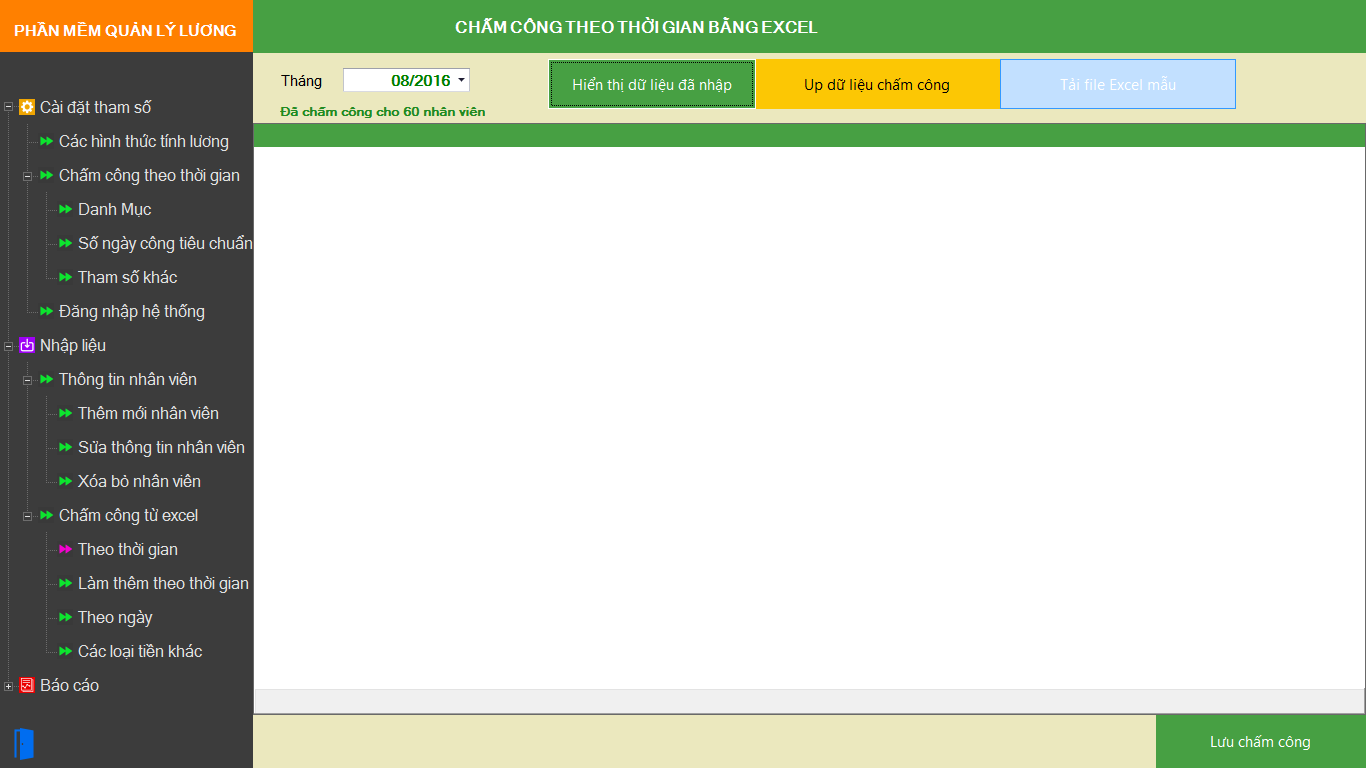 PHẦN MỀM QUẢN LÝ LƯƠNG
CHẤM CÔNG THEO THỜI GIAN BẰNG EXCEL
Tháng
08/2016
Hiển thị dữ liệu đã nhập
Up dữ liệu chấm công
Tải file Excel mẫu
Đã chấm công cho 60 nhân viên
Cài đặt tham số
Các hình thức tính lương
Chấm công theo thời gian
Danh Mục
Số ngày công tiêu chuẩn
Tham số khác
Đăng nhập hệ thống
Nhập liệu
Thông tin nhân viên
Thêm mới nhân viên
Sửa thông tin nhân viên
Xóa bỏ nhân viên
Chấm công từ excel
Theo thời gian
Làm thêm theo thời gian
Theo ngày
Các loại tiền khác
Báo cáo
Lưu chấm công